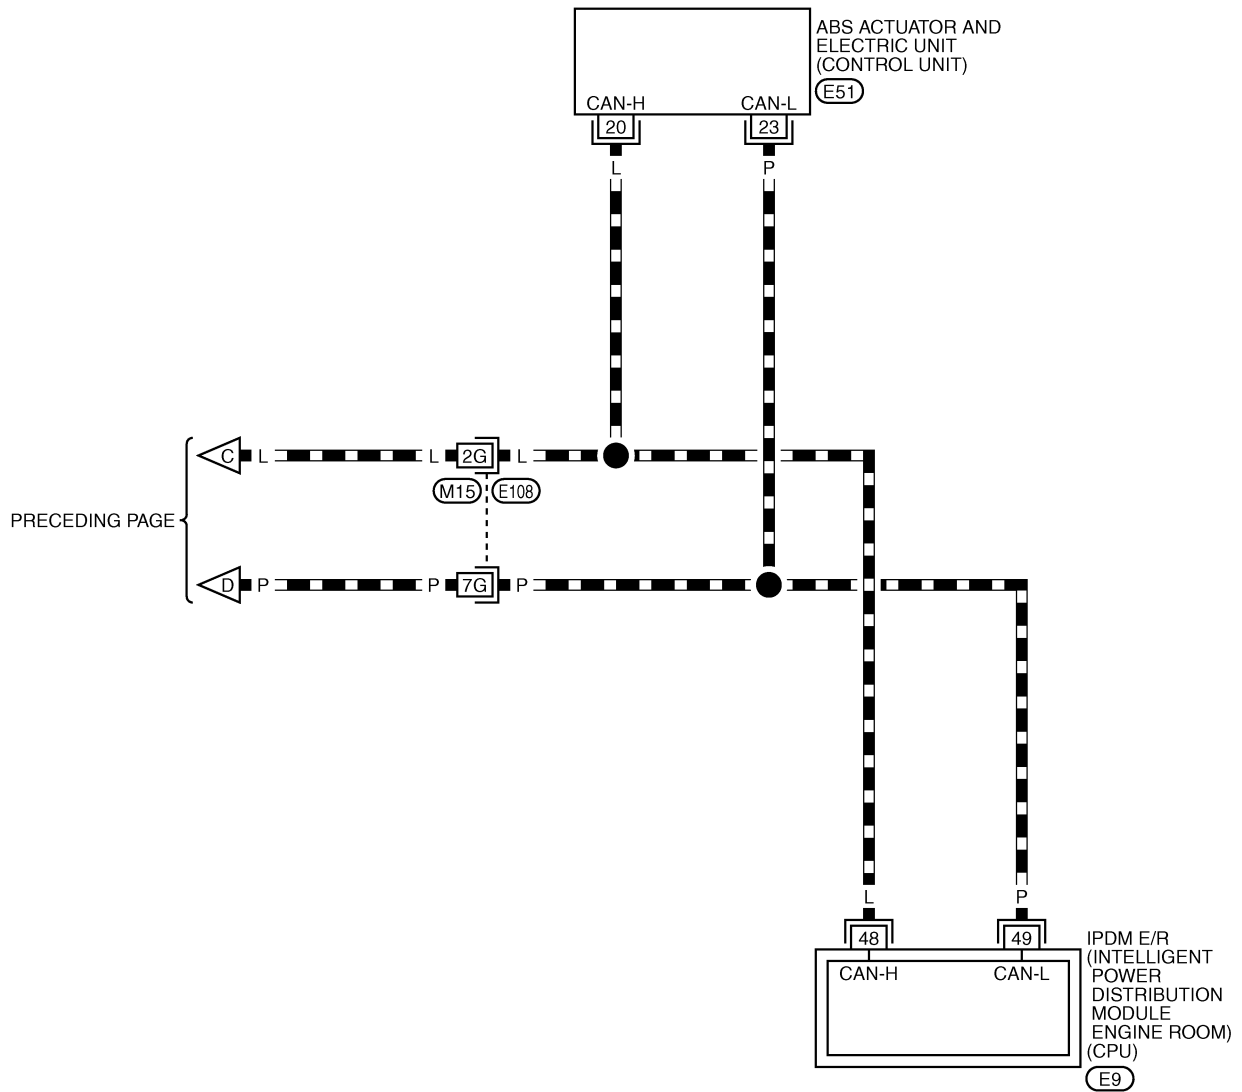 ABS ACTUATOR AND
ELECTRIC UNIT
(CONTROL UNIT)
E51
CAN-H CAN-L
20 23
L P
C L L 2G L
M15 E108
PRECEDING PAGE
D P P 7G P
L P
48 49
CAN-H CAN-L
IPDM E/R
(INTELLIGENT
POWER
DISTRIBUTION
MODULE
ENGINE ROOM)
(CPU)
E9